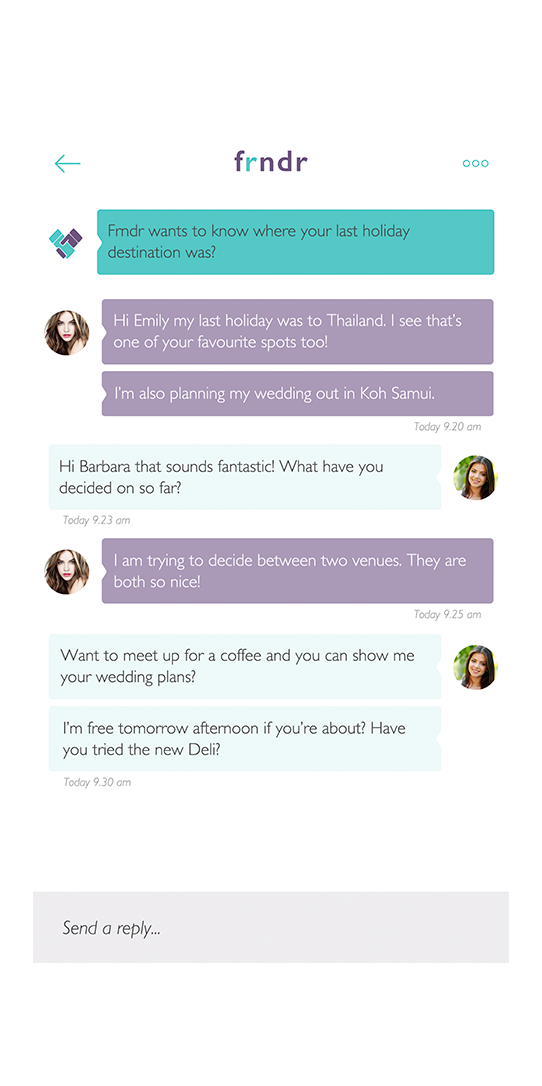 frndr
Frndr wants to know where your last holiday
destination was?
Hi Emily my last holiday was to Thailand. I see that's
one of your favourite spots too!
I'm also planning my wedding out in Koh Samui.
Today 9.20 am
Hi Barbara that sounds fantastic! What have you
decided on so far?
Today 9.23 am
I am trying to decide between two venues. They are
both so nice!
Today 9.25 am
Want to meet up for a coffee and you can show me
your wedding plans?
I'm free tomorrow afternoon if you're about? Have
you tried the new Deli?
Today 9.30 am
Send a reply...